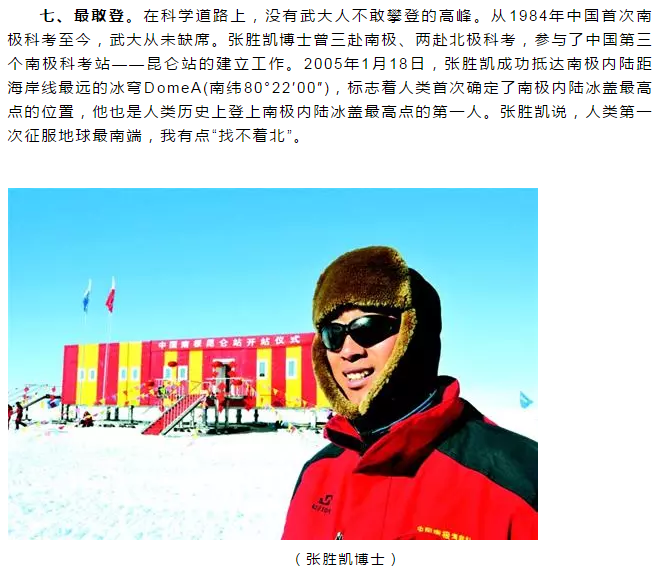 七、最敢登。在科学道路上，没有武大人不敢攀登的高峰。从1984年中国首次南
极科考至今，武大从未缺席。张胜凯博士曾三赴南极、两赴北极科考，参与了中国第三
个南极科考站——昆仑站的建立工作。2005年1月18日，张胜凯成功抵达南极内陆距
海岸线最远的冰穹DomeA(南纬80°22′00″)，标志着人类首次确定了南极内陆冰盖最高
点的位置，他也是人类历史上登上南极内陆冰盖最高点的第一人。张胜凯说，人类第一
次征服地球最南端，我有点“找不着北”。
中国南极昆仑站开站仪式
（张胜凯博士）